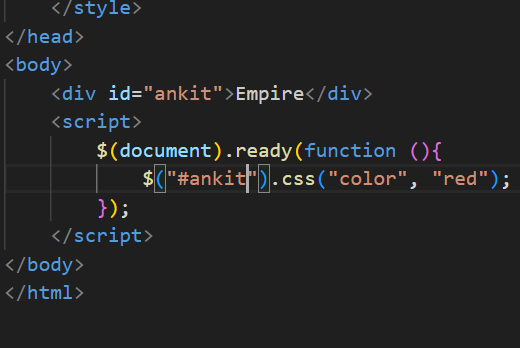 </style>
</head>
<body>
<div id="ankit">Empire</div>
<script>
$(document).ready(function (){
$("#ankit").css("color", "red");
});
</script>
</body>
</html>